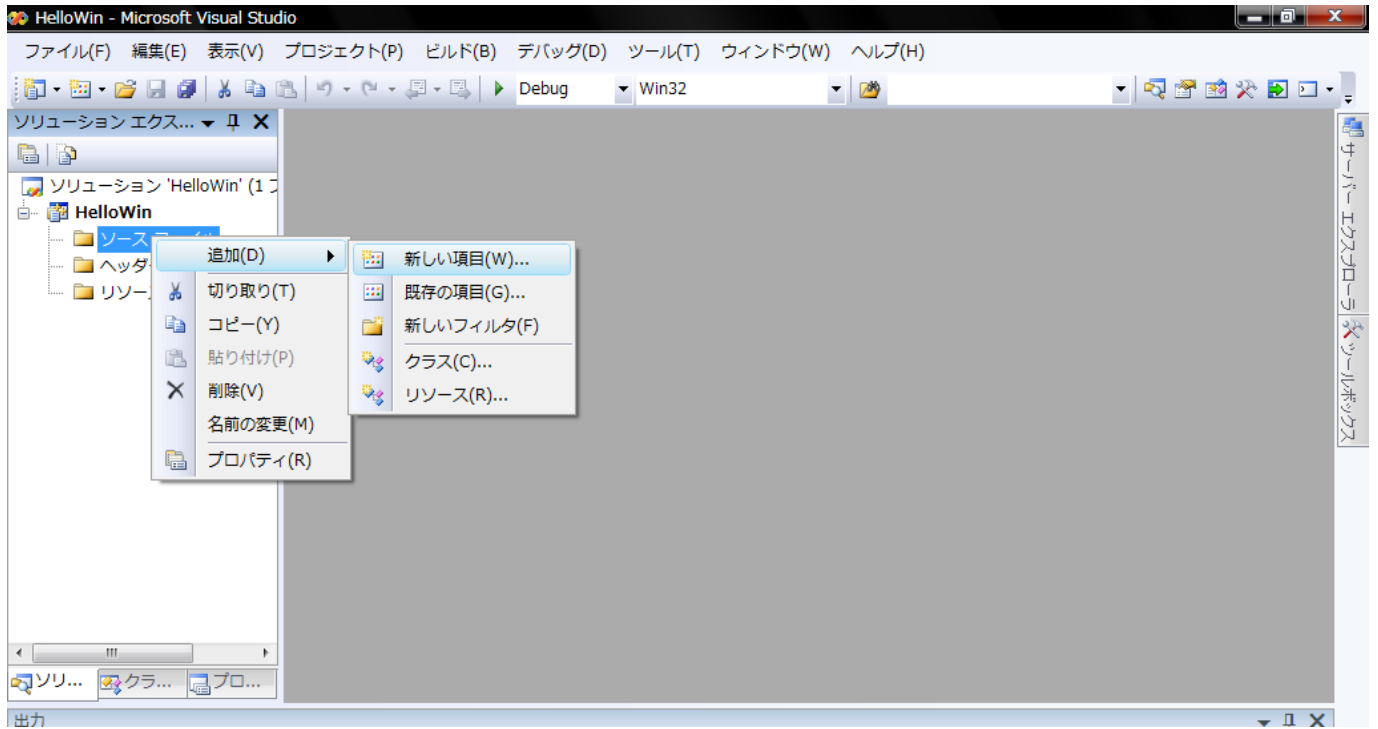 HelloWin - Microsoft Visual Studio
ファイル(F) 編集(E) 表示(V) プロジェクト(P) ビルド(B) デバッグ(D) ツール(T) ウィンドウ(W) ヘルプ(H)
Debug Win32
ソリューション エクス...
ソリューション 'HelloWin' (1
HelloWin
ソース
ヘッダ
リソー
追加(D)
切り取り(T)
コピー(Y)
貼り付け(P)
削除(V)
名前の変更(M)
プロパティ(R)
新しい項目(W)...
既存の項目(G)...
新しいフィルタ(F)
クラス(C)...
リソース(R)...
サーバー エクスプローラ
ツールボックス
ソリ... クラ... プロ...
出力